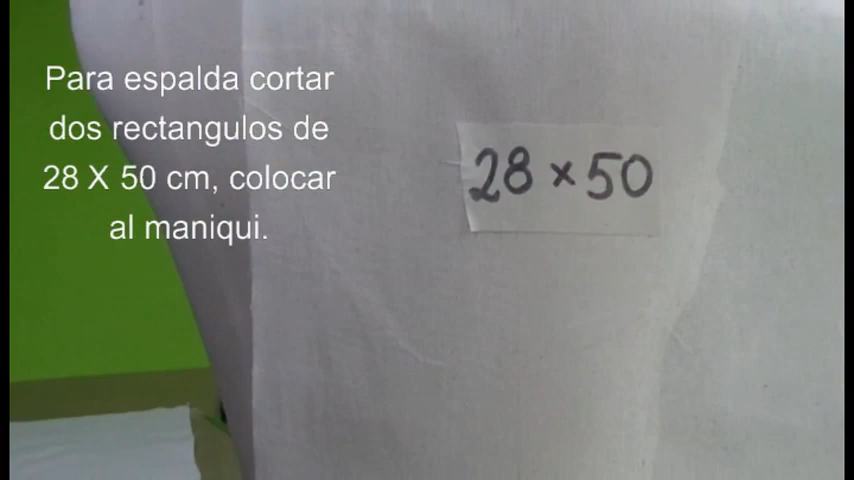 Para espalda cortar
dos rectangulos de
28 X 50 cm, colocar
al maniqui.
28 x 50